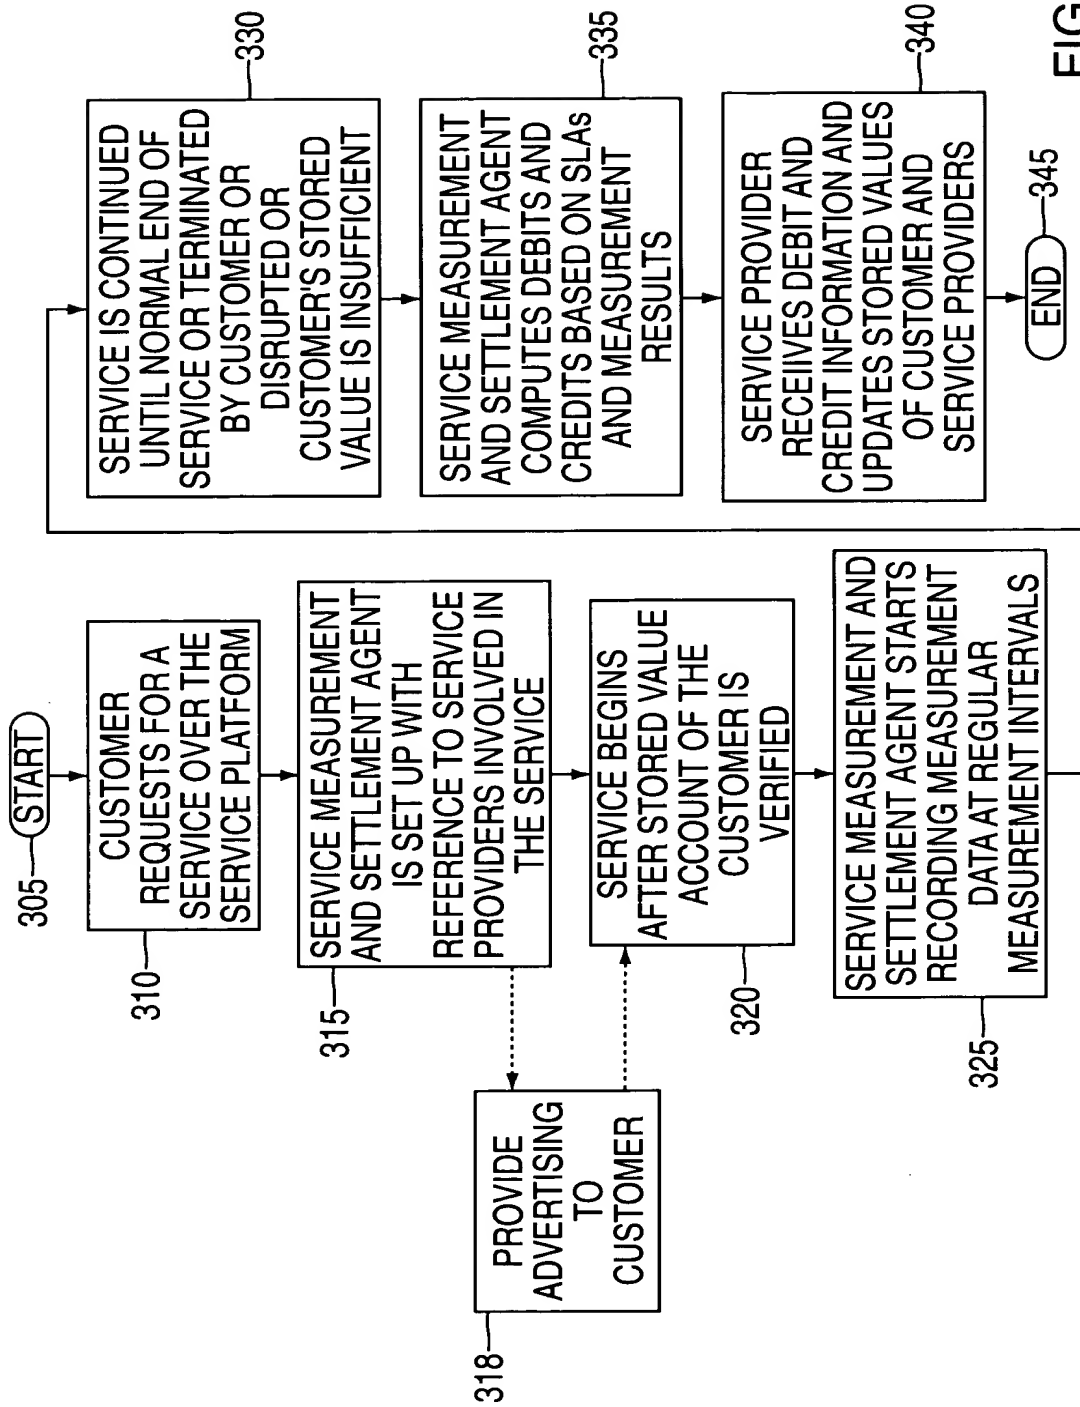 305
START
310
CUSTOMER
REQUESTS FOR A
SERVICE OVER THE
SERVICE PLATFORM
315
SERVICE MEASUREMENT
AND SETTLEMENT AGENT
IS SET UP WITH
REFERENCE TO SERVICE
PROVIDERS INVOLVED IN
THE SERVICE
318
PROVIDE
ADVERTISING
TO
CUSTOMER
320
SERVICE BEGINS
AFTER STORED VALUE
ACCOUNT OF THE
CUSTOMER IS
VERIFIED
325
SERVICE MEASUREMENT AND
SETTLEMENT AGENT STARTS
RECORDING MEASUREMENT
DATA AT REGULAR
MEASUREMENT INTERVALS
330
SERVICE IS CONTINUED
UNTIL NORMAL END OF
SERVICE OR TERMINATED
BY CUSTOMER OR
DISRUPTED OR
CUSTOMER'S STORED
VALUE IS INSUFFICIENT
335
SERVICE MEASUREMENT
AND SETTLEMENT AGENT
COMPUTES DEBITS AND
CREDITS BASED ON SLAs
AND MEASUREMENT
RESULTS
340
SERVICE PROVIDER
RECEIIVES DEBIT AND
CREDIT INFORMATION AND
UPDATES STORED VALUES
OF CUSTOMER AND
SERVICE PROVIDERS
345
END
FIG